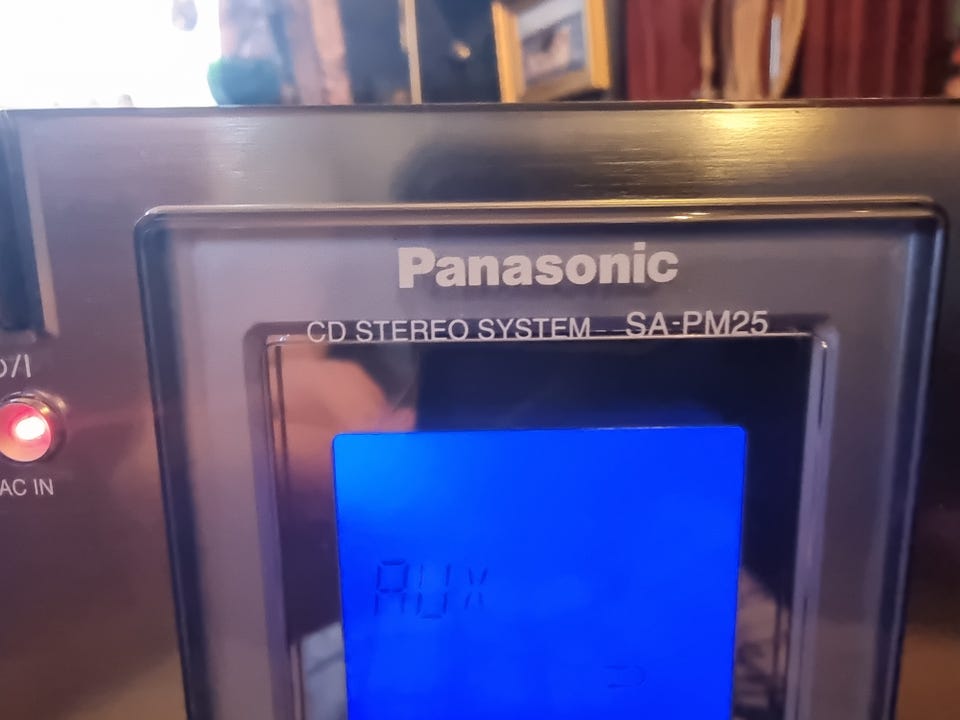 Panasonic
CD STEREO SYSTEM SA-PM25
/I
AC IN
AUX